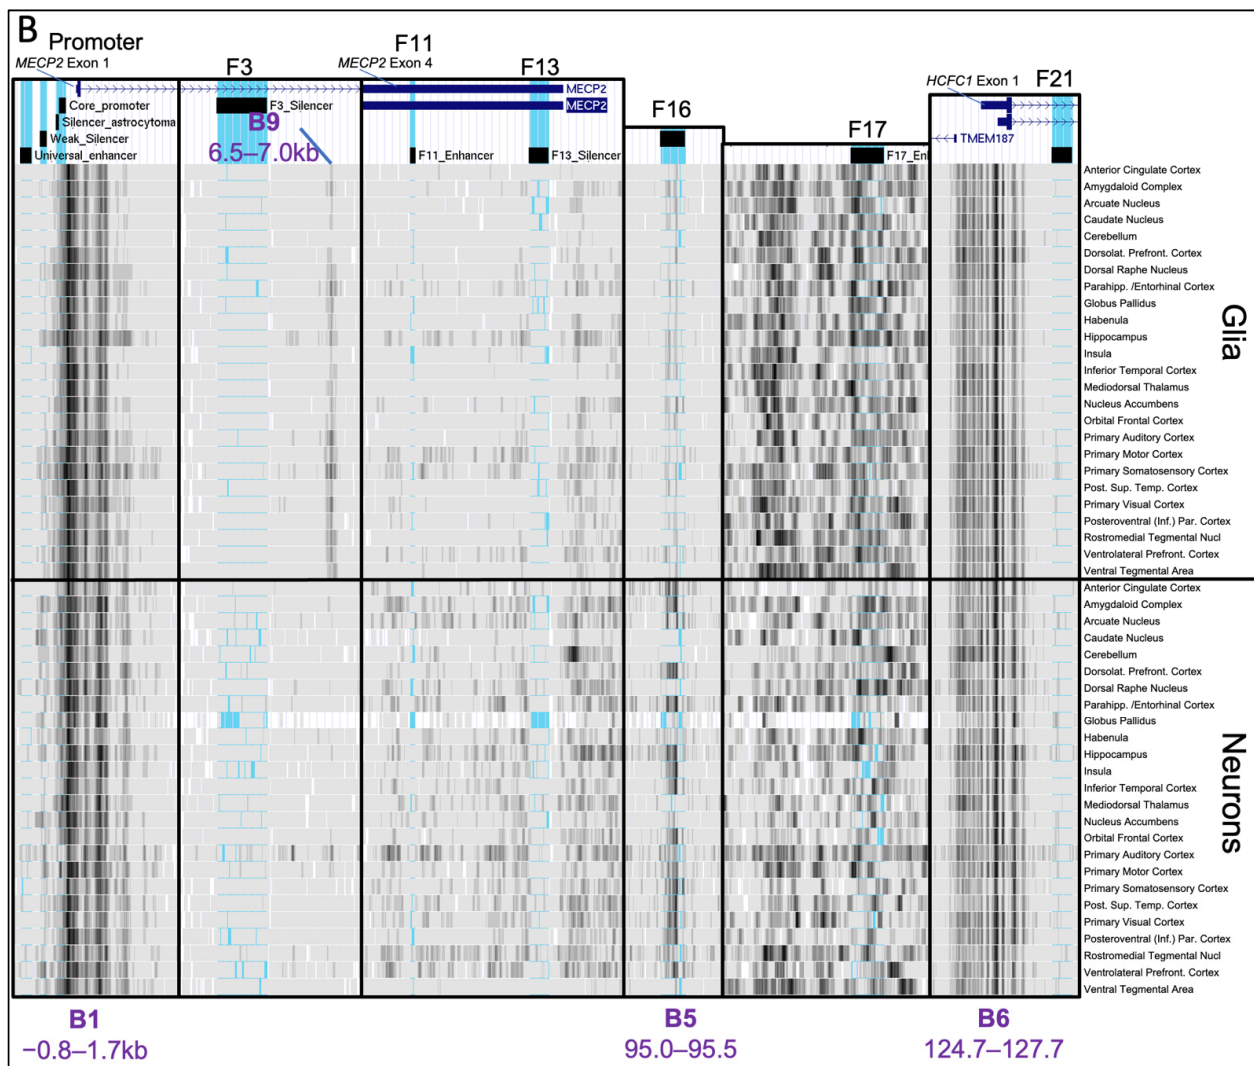 B
Promoter
MECP2 Exon 1
F3
F11
MECP2 Exon 4
F13
MECP2
MECP2
Core_promoter
Silencer_astrocytoma
Weak_Silencer
Universal_enhancer
F3_Silencer
B9
6.5–7.0kb
F11_Enhancer
F13_Silencer
F16
F17
F17_Enl
HCFC1 Exon 1
F21
TMEM187
Anterior Cingulate Cortex
Amygdaloid Complex
Arcuate Nucleus
Caudate Nucleus
Cerebellum
Dorsolat. Prefront. Cortex
Dorsal Raphe Nucleus
Parahipp. /Entorhinal Cortex
Globus Pallidus
Habenula
Hippocampus
Insula
Inferior Temporal Cortex
Mediodorsal Thalamus
Nucleus Accumbens
Orbital Frontal Cortex
Primary Auditory Cortex
Primary Motor Cortex
Primary Somatosensory Cortex
Post. Sup. Temp. Cortex
Primary Visual Cortex
Posteroventral (Inf.) Par. Cortex
Rostromedial Tegmental Nucl
Ventrolateral Prefront. Cortex
Ventral Tegmental Area
Glia
Anterior Cingulate Cortex
Amygdaloid Complex
Arcuate Nucleus
Caudate Nucleus
Cerebellum
Dorsolat. Prefront. Cortex
Dorsal Raphe Nucleus
Parahipp. /Entorhinal Cortex
Globus Pallidus
Habenula
Hippocampus
Insula
Inferior Temporal Cortex
Mediodorsal Thalamus
Nucleus Accumbens
Orbital Frontal Cortex
Primary Auditory Cortex
Primary Motor Cortex
Primary Somatosensory Cortex
Post. Sup. Temp. Cortex
Primary Visual Cortex
Posteroventral (Inf.) Par. Cortex
Rostromedial Tegmental Nucl
Ventrolateral Prefront. Cortex
Ventral Tegmental Area
Neurons
B1
−0.8–1.7kb
B5
95.0–95.5
B6
124.7–127.7